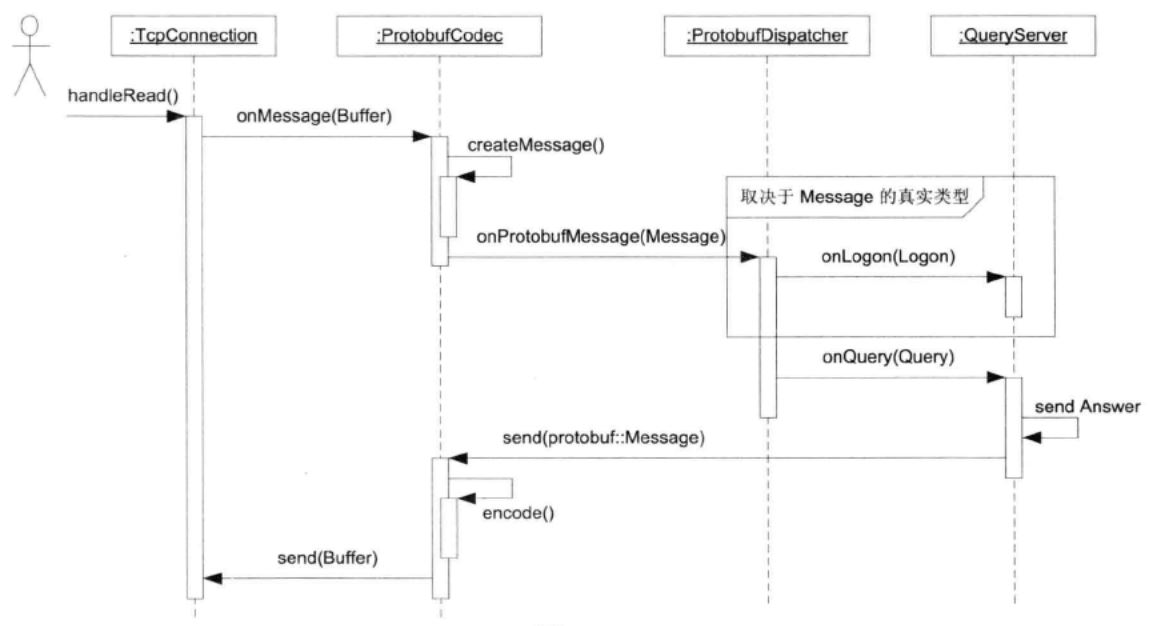 :TcpConnection
:ProtobufCodec
:ProtobufDispatcher
:QueryServer
handleRead()
onMessage(Buffer)
createMessage()
取决于 Message 的真实类型
onProtobufMessage(Message)
onLogon(Logon)
onQuery(Query)
send Answer
send(protobuf::Message)
encode()
send(Buffer)